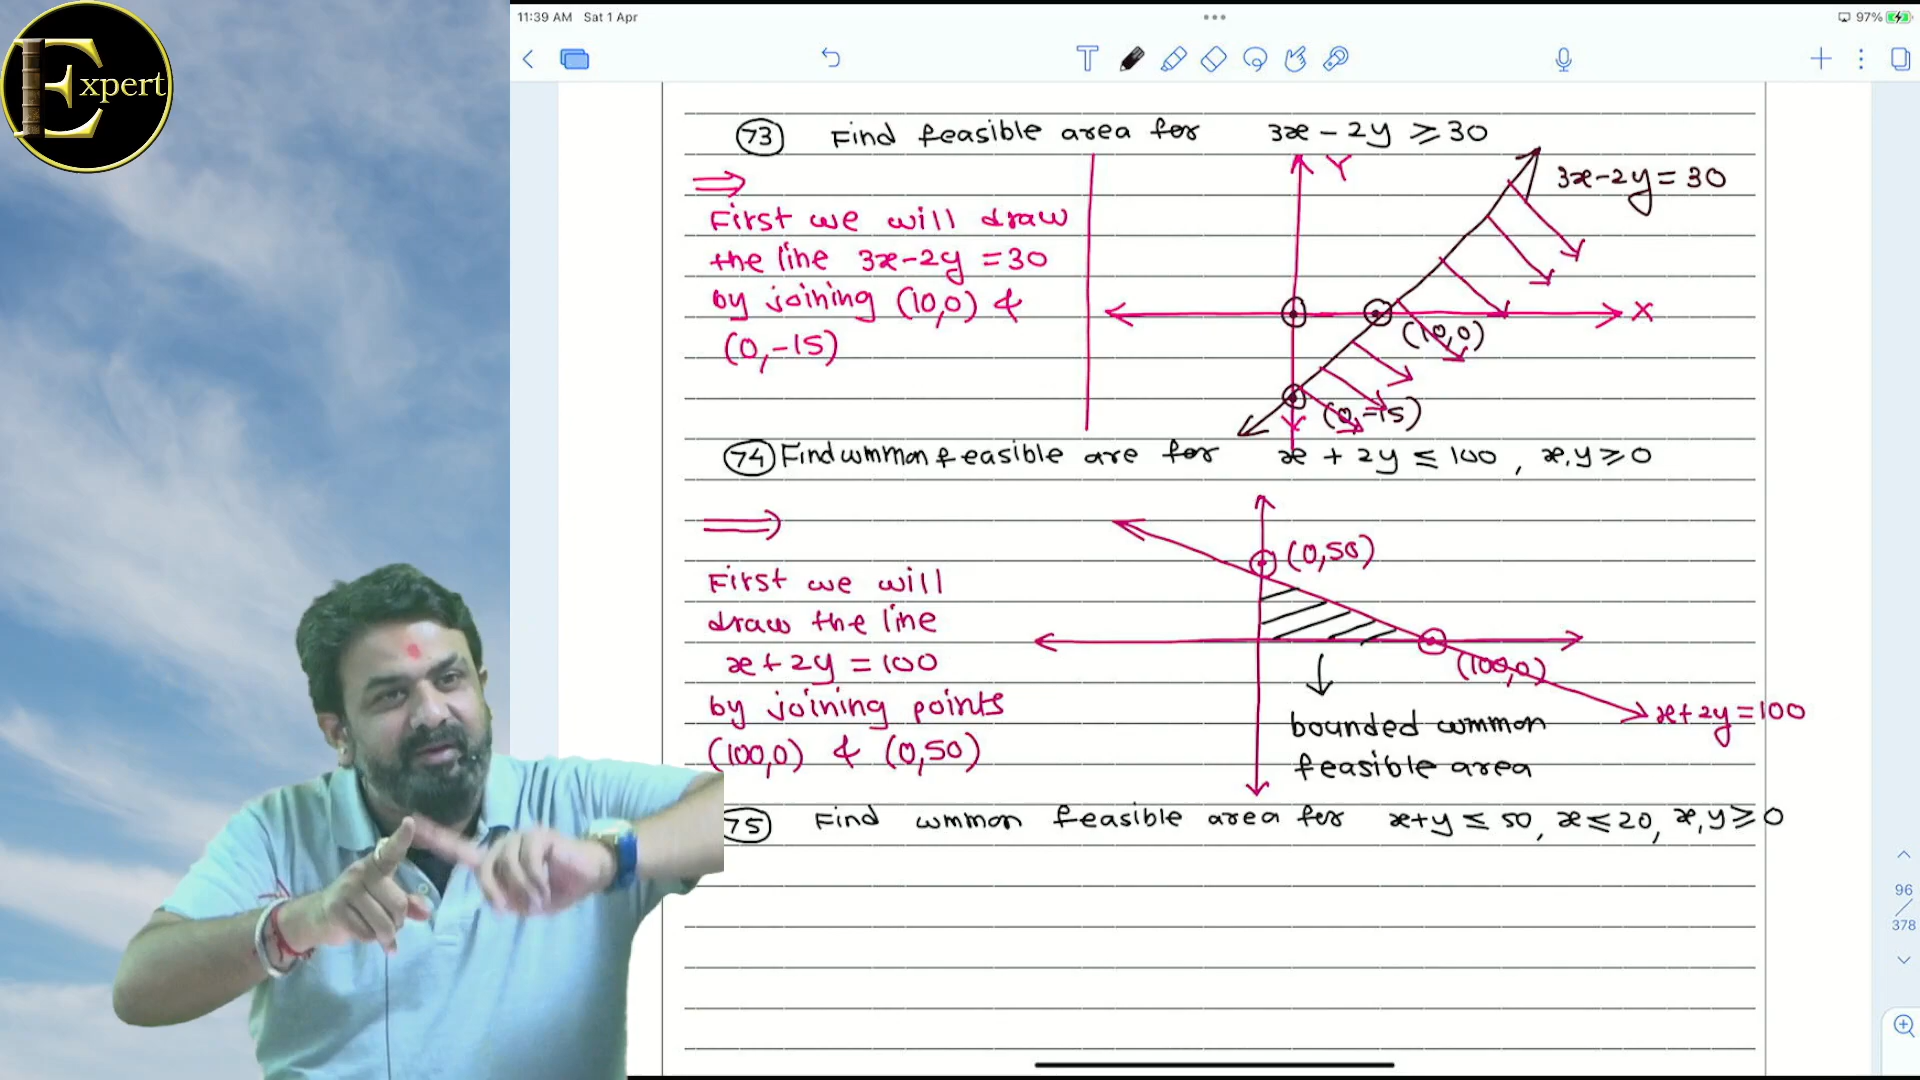 Expert
11:39 AM Sat 1 Apr
97%
73 Find feasible area for 3x - 2y ≥ 30
Y
3x-2y = 30
⇒
First we will draw
the line 3x-2y = 30
by joining (10,0) &
(0,-15)
X
(10,0)
(0,-15)
74 Find common feasible are for x + 2y ≤ 100, x,y ≥ 0
⇒
(0,50)
First we will
draw the line
x+2y = 100
by joining points
(100,0) & (0,50)
(100,0)
x+2y=100
bounded common
feasible area
75 Find common feasible area for x+y ≤ 50, x≤20, x,y≥0
96
378